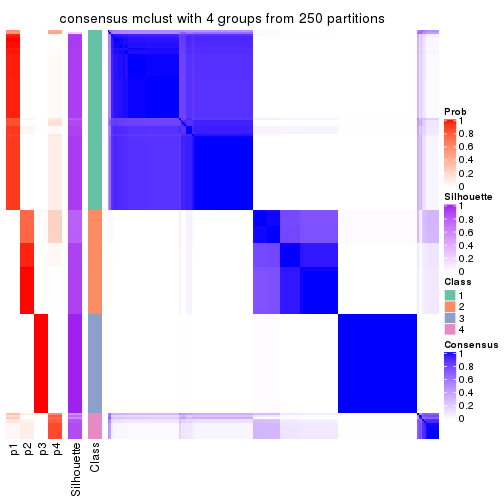 consensus mclust with 4 groups from 250 partitions
Prob
1
0.8
0.6
0.4
0.2
0
Silhouette
1
0.8
0.6
0.4
0.2
0
Class
1
2
3
4
Consensus
1
0.8
0.6
0.4
0.2
0
p1
p2
p3
p4
Silhouette
Class